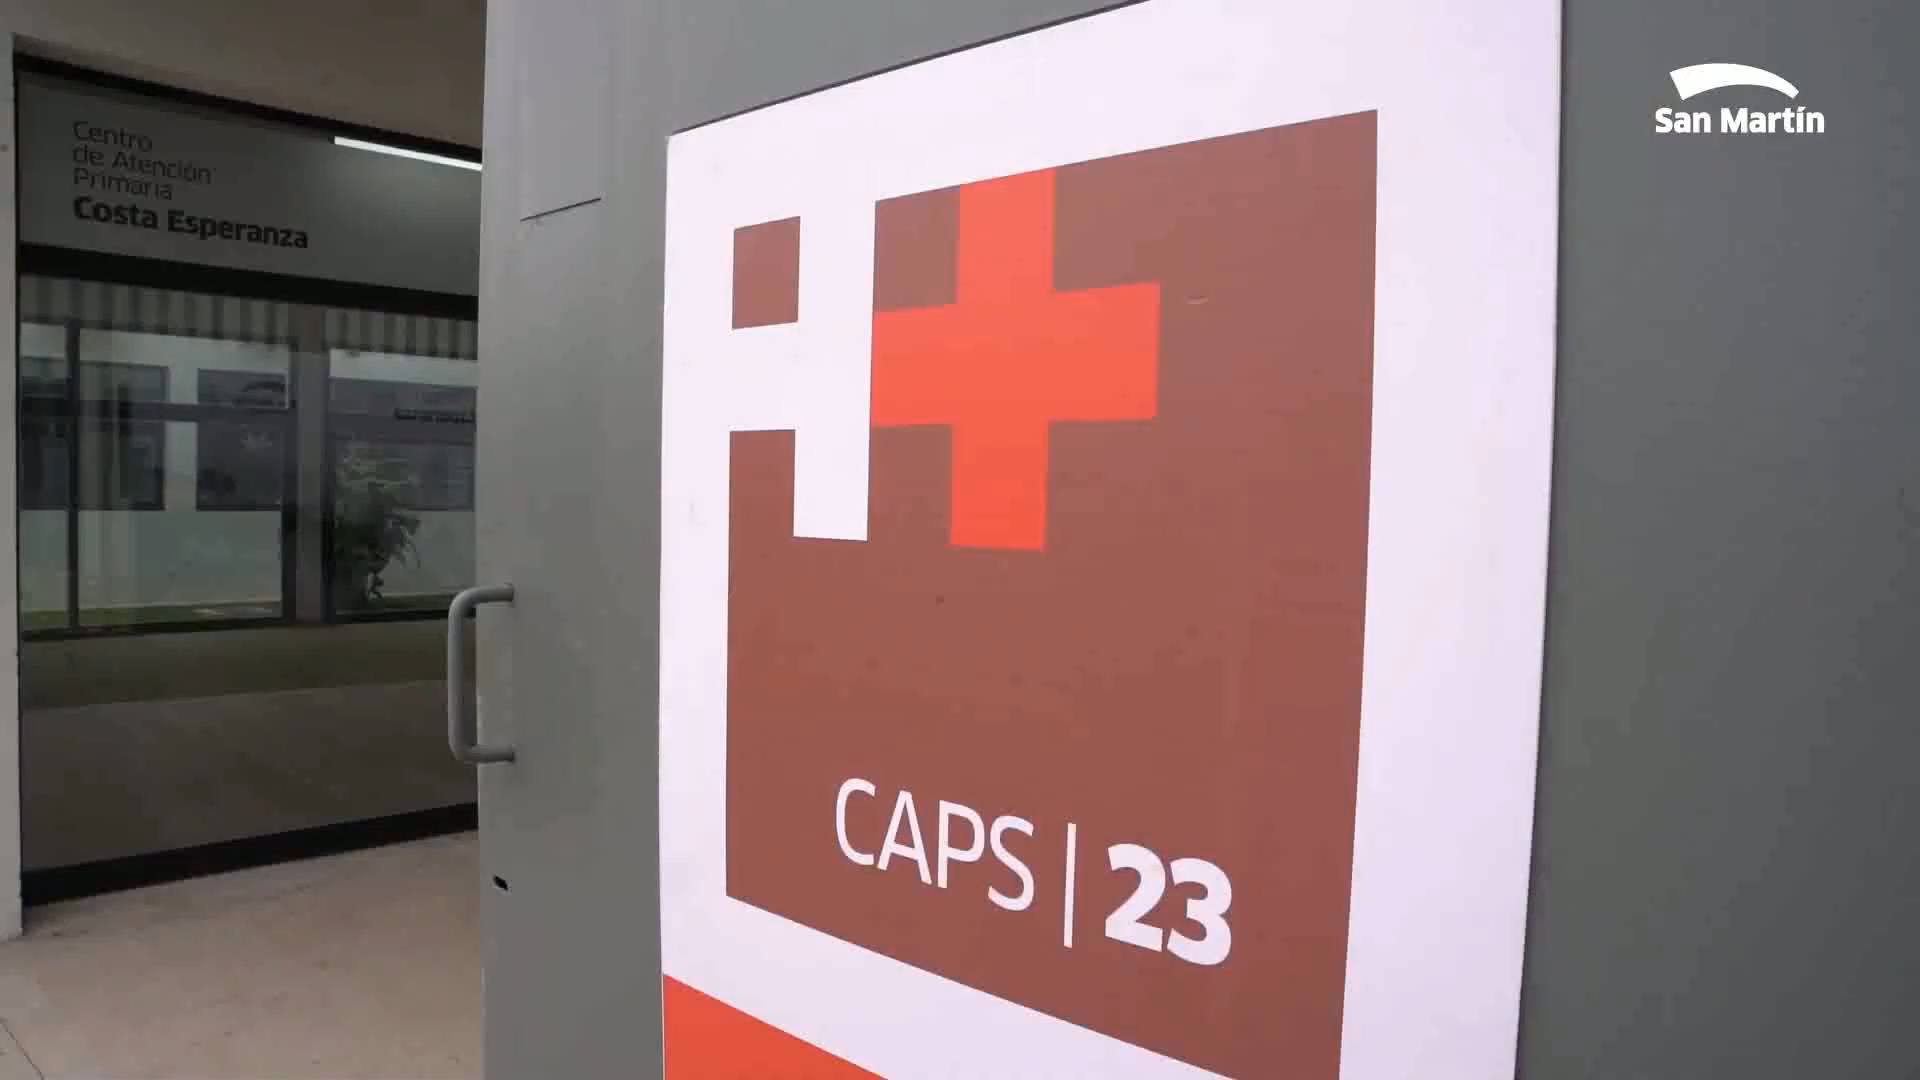 San Martín
Centro
de Atención
Primaria
Costa Esperanza
CAPS | 23